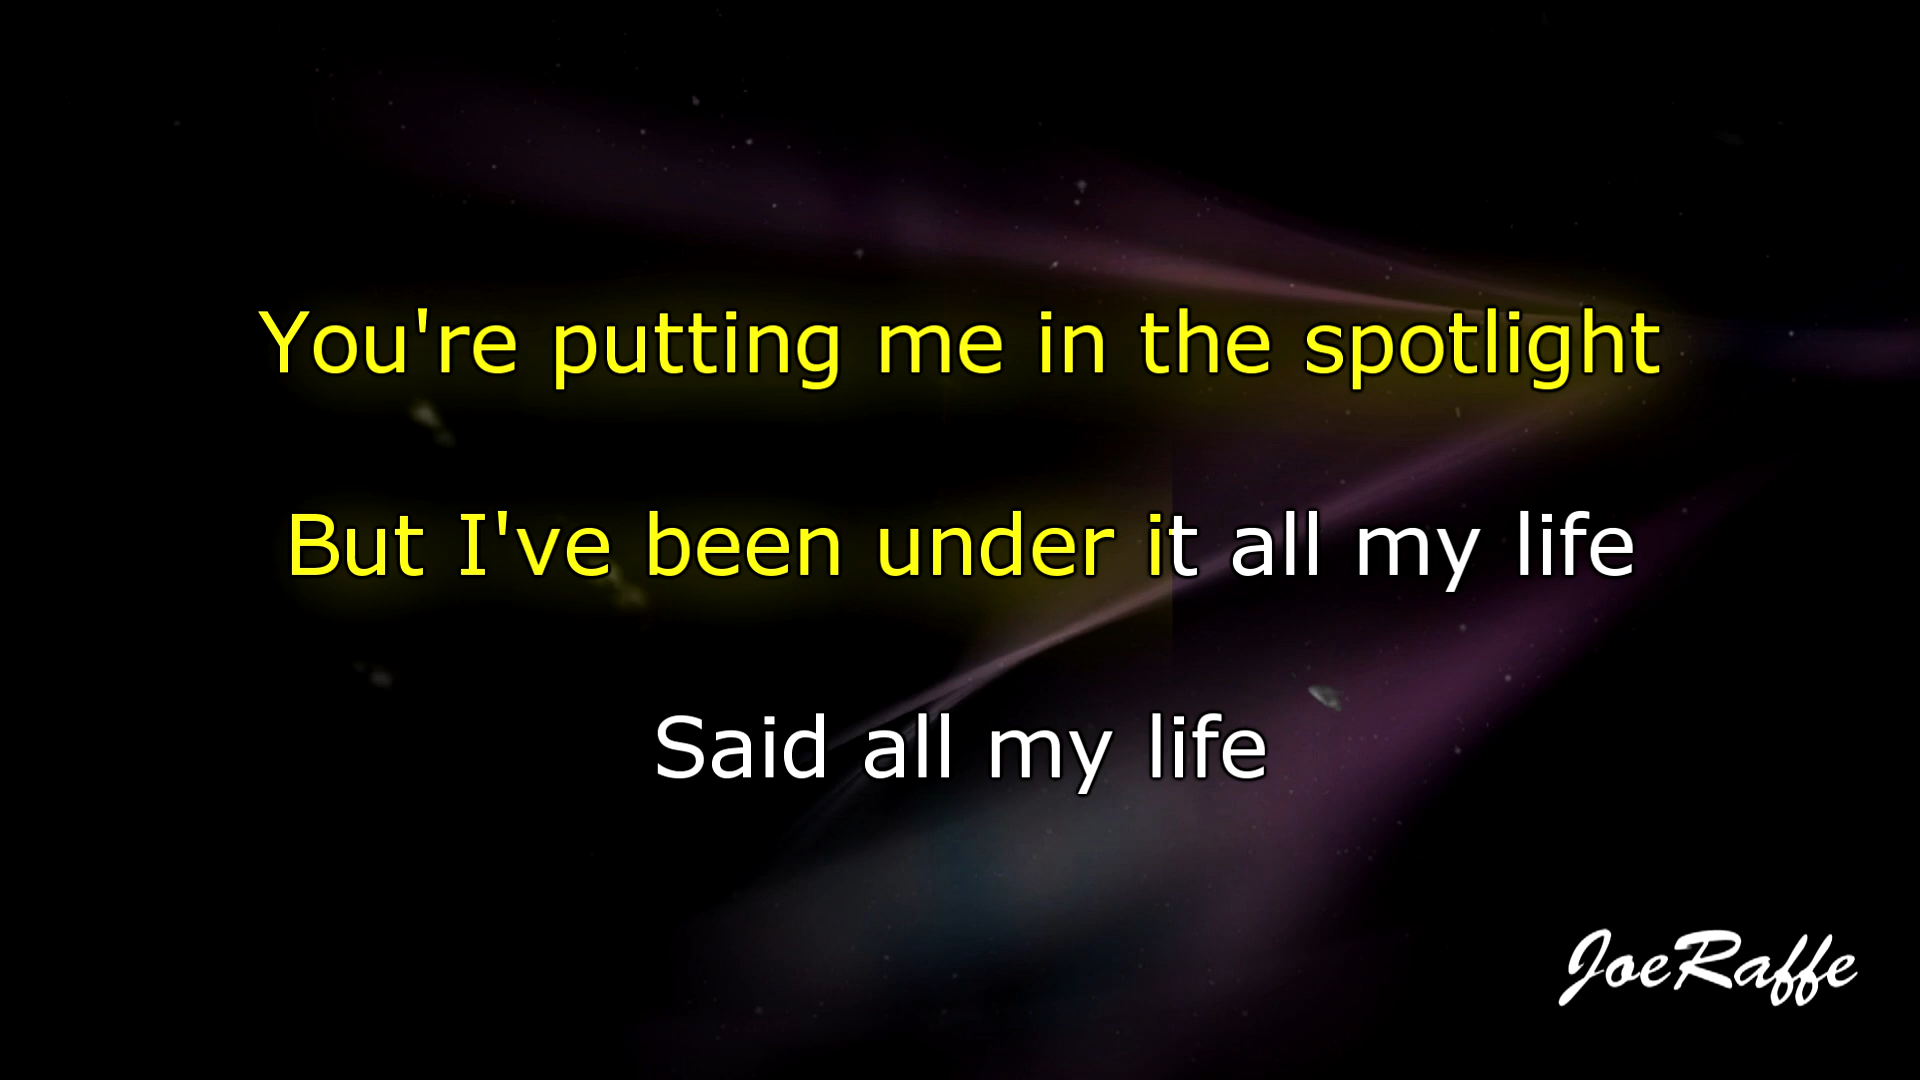 You're putting me in the spotlight
But I've been under it all my life
Said all my life
JoeRaffe